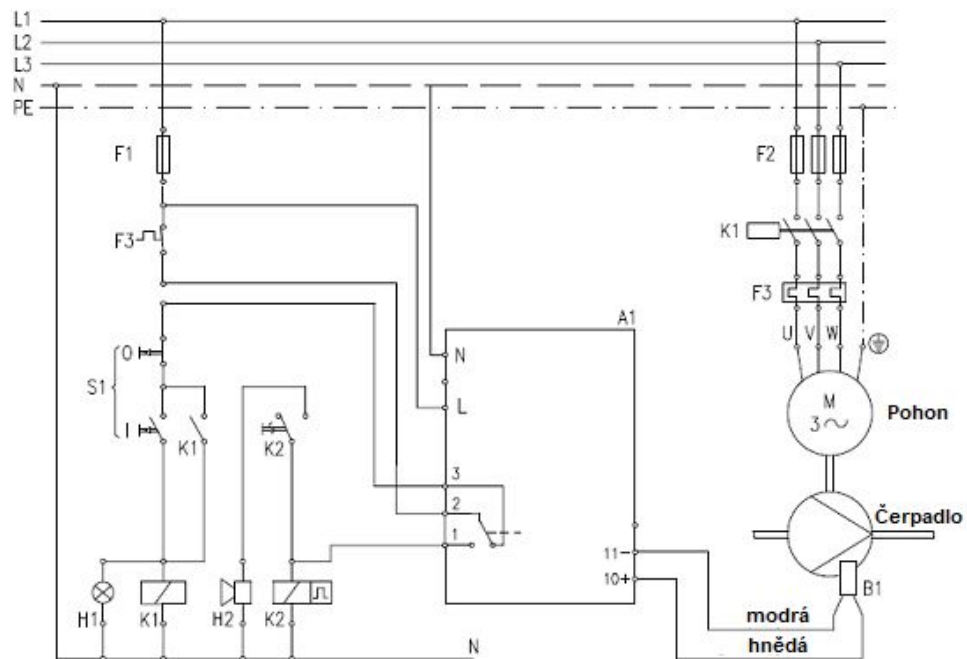 L1
L2
L3
N
PE
F1
F2
F3
K1
F3
A1
U V W
O
N
M
3~
Pohon
S1
L
I
K1
K2
3
2
Čerpadlo
1
11−
10+
B1
H1
K1
H2
K2
modrá
N
hnědá